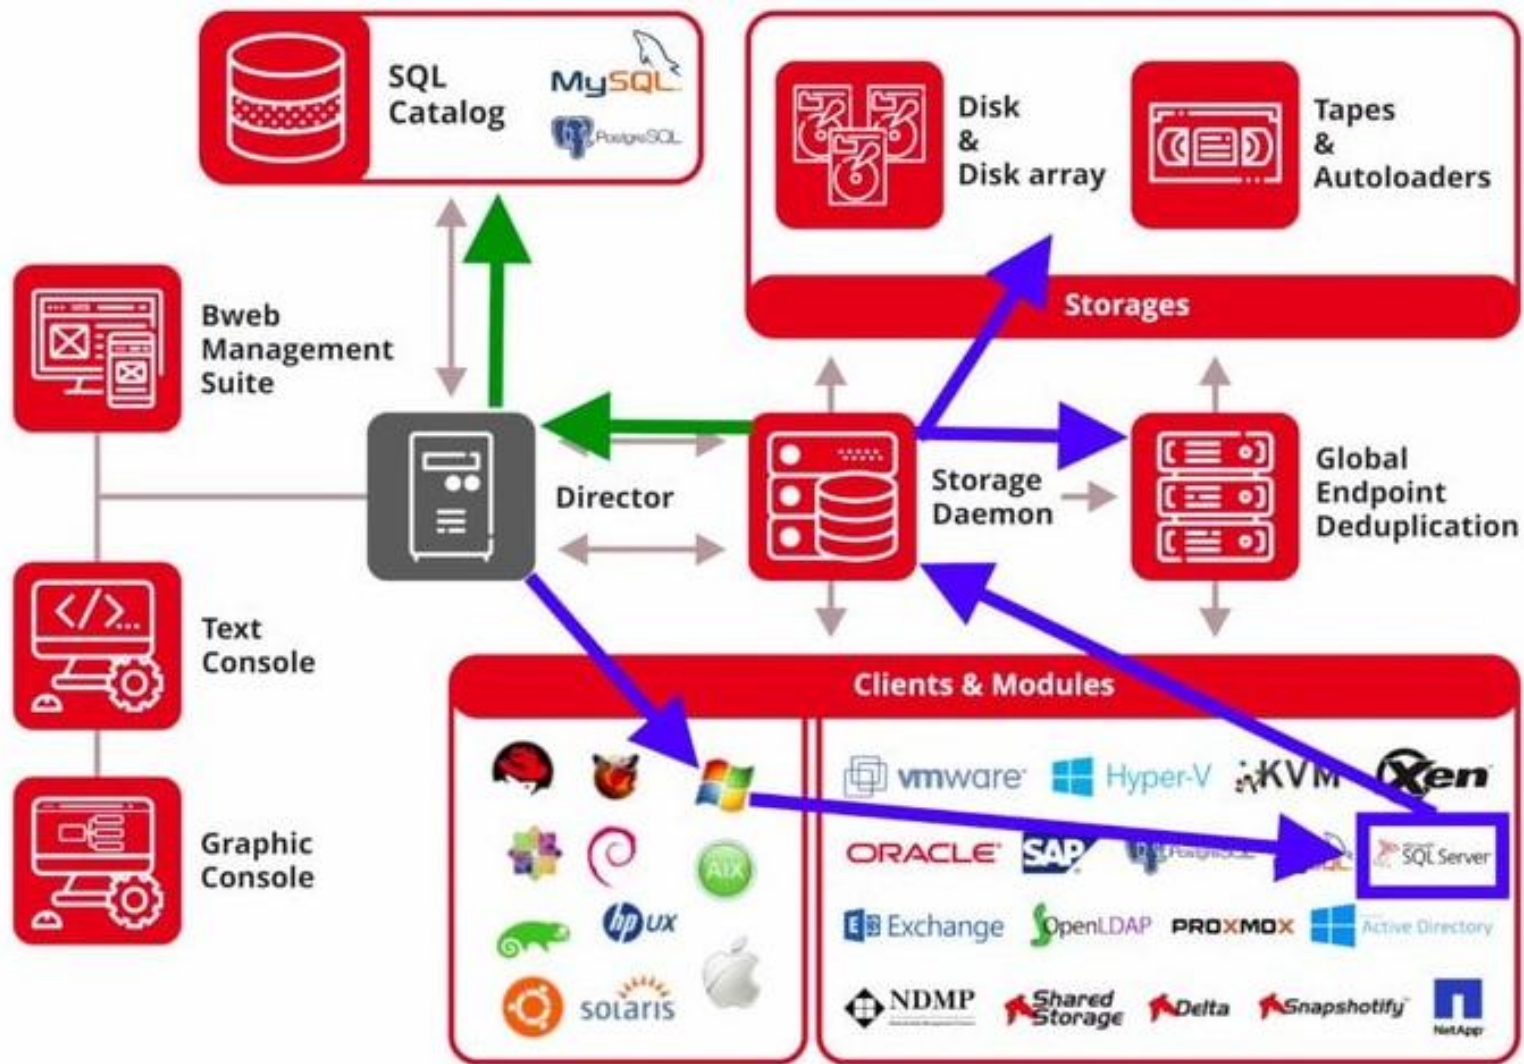 SQL
Catalog
MySQL
PostgreSQL
Disk
&
Disk array
Tapes
&
Autoloaders
Storages
Bweb
Management
Suite
Director
Storage
Daemon
Global
Endpoint
Deduplication
</>...
Text
Console
Graphic
Console
Clients & Modules
AIX
hp UX
solaris
vmware
Hyper-V
KVM
Xen
ORACLE
SAP
PostgreSQL
SQL Server
E Exchange
OpenLDAP
PROXMOX
Active Directory
NDMP
Shared
Storage
Delta
Snapshotify
NetApp